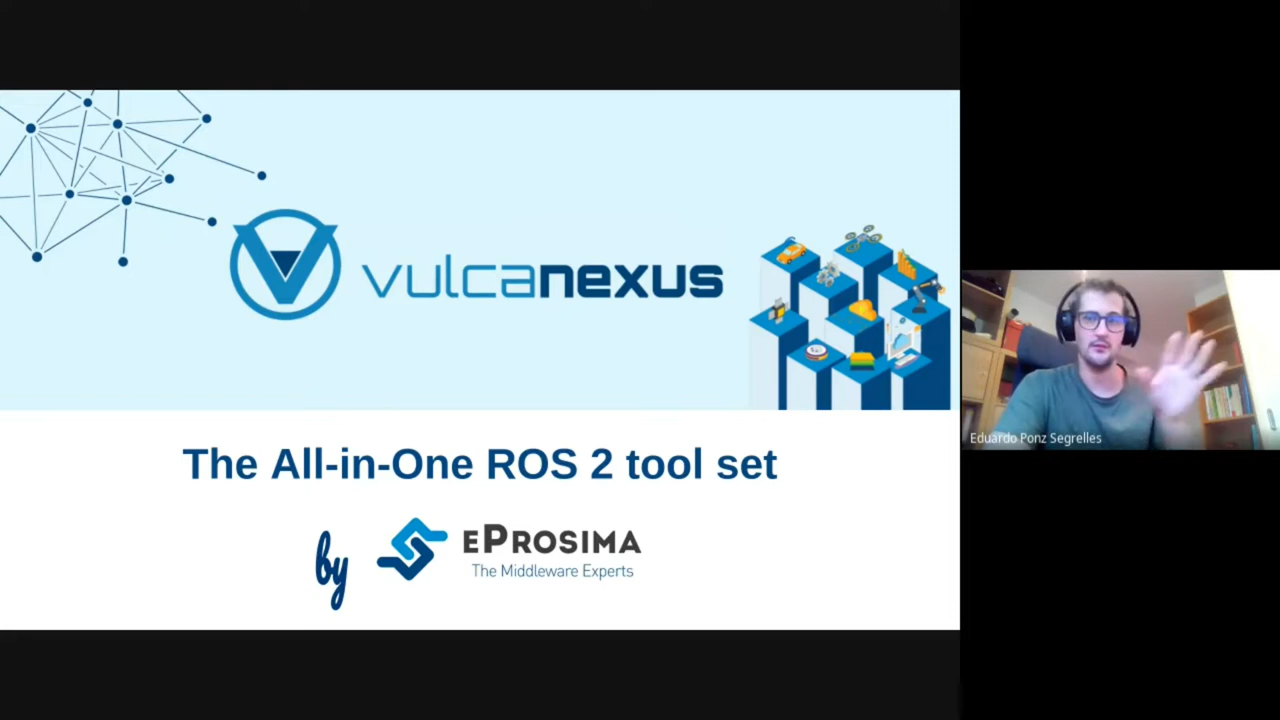 vulcanexus
The All-in-One ROS 2 tool set
by
eProsima
The Middleware Experts
Eduardo Ponz Segrelles